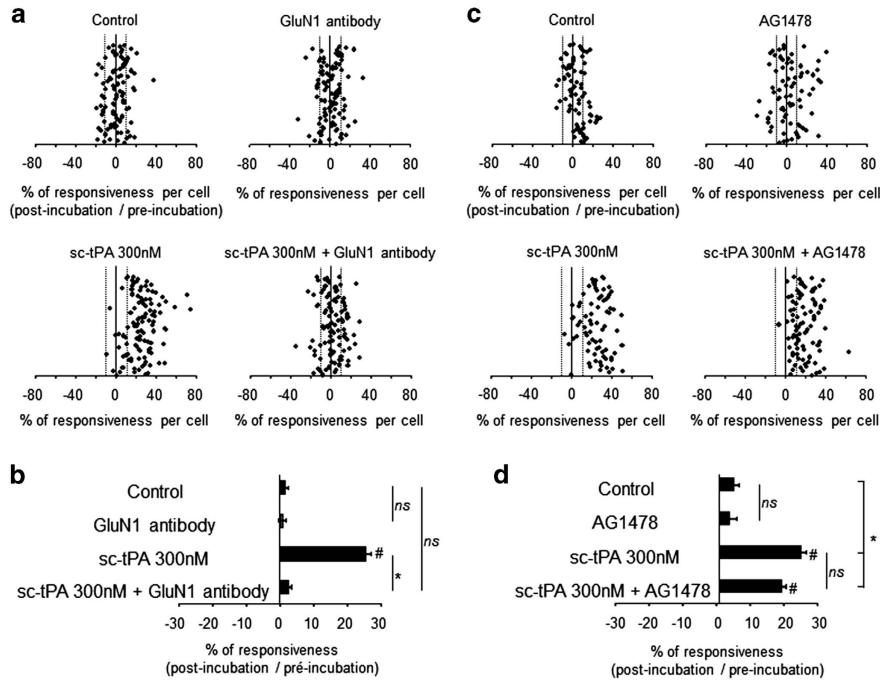 a
Control
GluN1 antibody
-80 -40 0 40 80
-80 -40 0 40 80
% of responsiveness per cell
(post-incubation / pre-incubation)
% of responsiveness per cell
sc-tPA 300nM
sc-tPA 300nM + GluN1 antibody
-80 -40 0 40 80
-80 -40 0 40 80
% of responsiveness per cell
% of responsiveness per cell
c
Control
AG1478
-80 -40 0 40 80
-80 -40 0 40 80
% of responsiveness per cell
(post-incubation / pre-incubation)
% of responsiveness per cell
sc-tPA 300nM
sc-tPA 300nM + AG1478
-80 -40 0 40 80
-80 -40 0 40 80
% of responsiveness per cell
% of responsiveness per cell
b
Control
GluN1 antibody
sc-tPA 300nM
sc-tPA 300nM + GluN1 antibody
ns
ns
#
*
-30 -20 -10 0 10 20 30
% of responsiveness
(post-incubation / pré-incubation)
d
Control
AG1478
sc-tPA 300nM
sc-tPA 300nM + AG1478
ns
*
#
ns
#
-30 -20 -10 0 10 20 30
% of responsiveness
(post-incubation / pre-incubation)